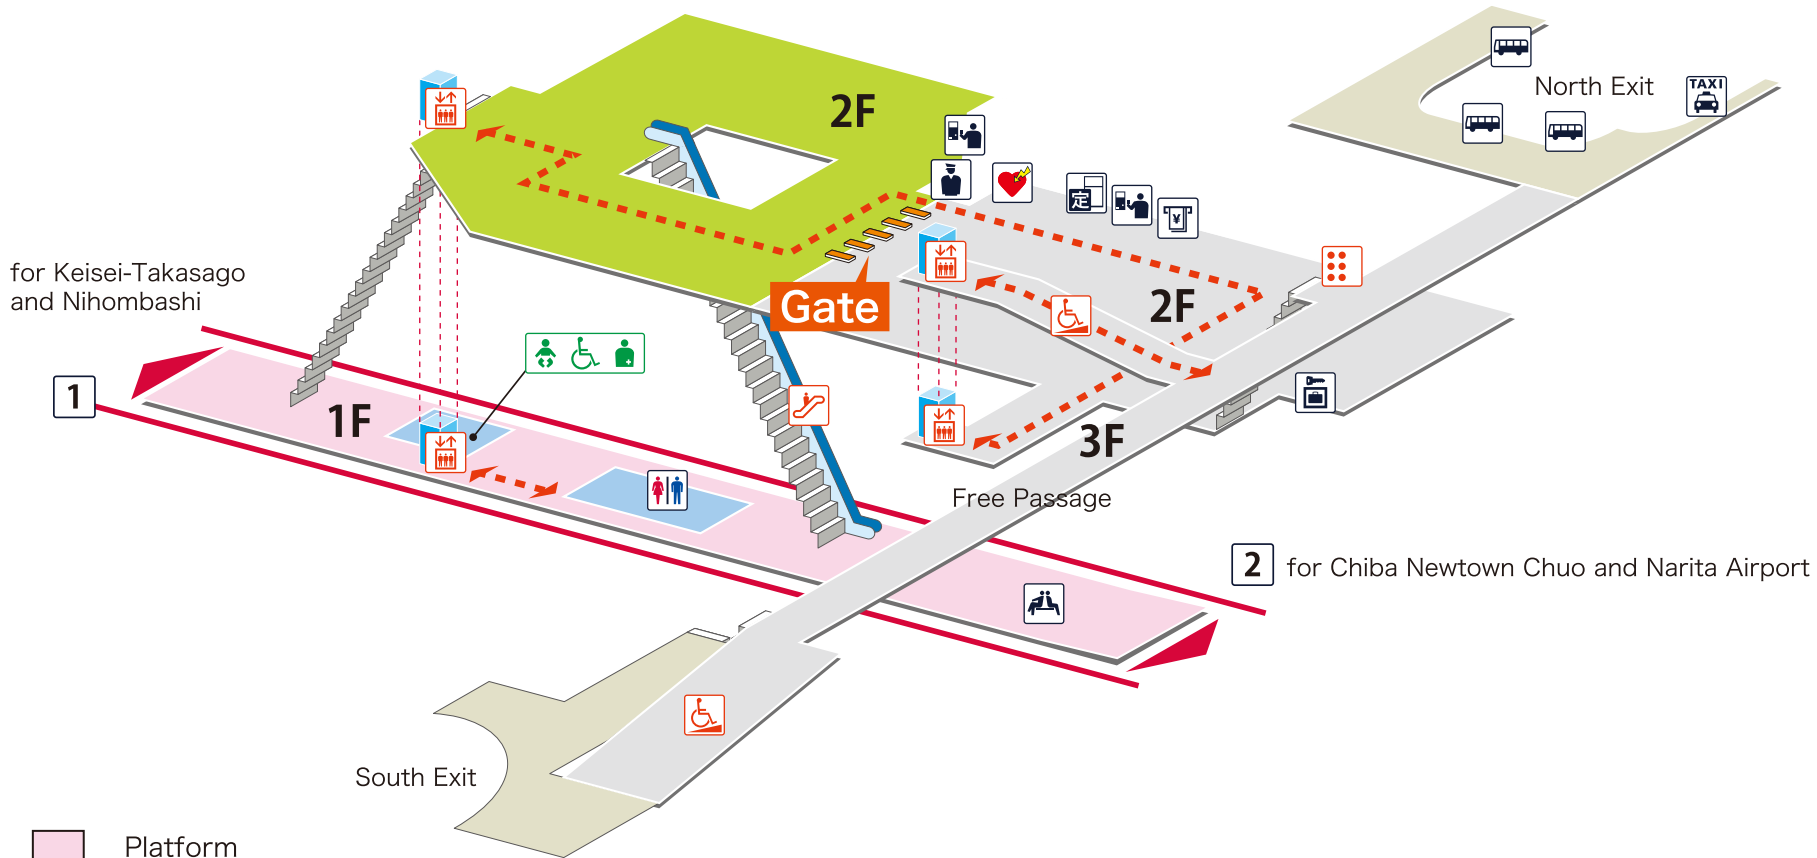 2F
North Exit
TAXI
定
¥
for Keisei-Takasago
and Nihombashi
Gate
2F
1
1F
3F
Free Passage
2
for Chiba Newtown Chuo and Narita Airport
South Exit
Platform